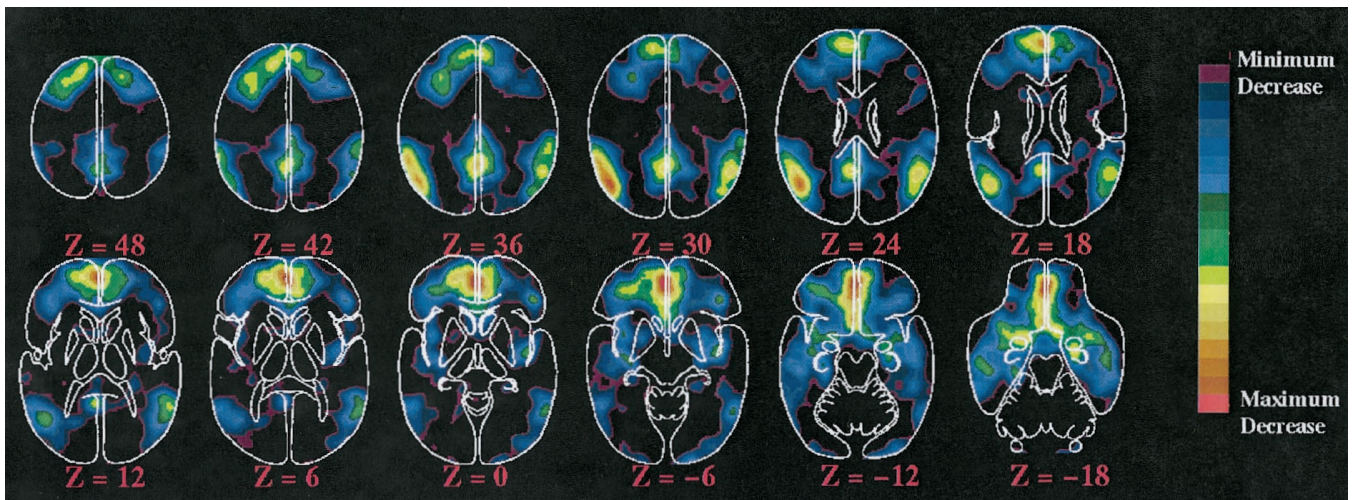 Minimum
Decrease
Z = 48
Z = 42
Z = 36
Z = 30
Z = 24
Z = 18
Maximum
Decrease
Z = 12
Z = 6
Z = 0
Z = −6
Z = −12
Z = −18